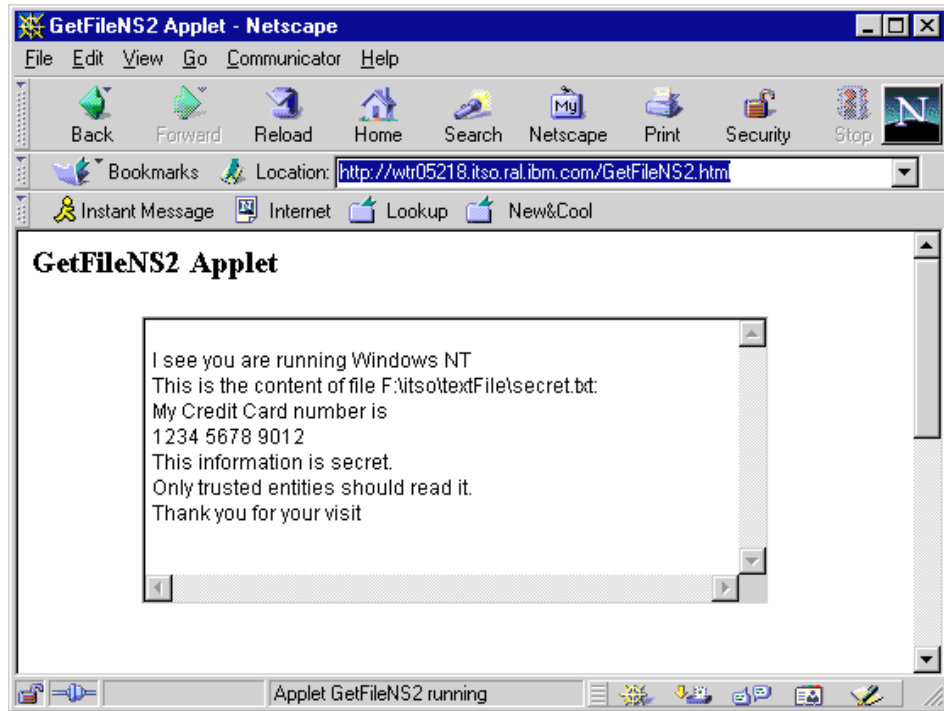 GetFileNS2 Applet - Netscape
File Edit View Go Communicator Help
Back Forward Reload Home Search My Netscape Print Security Stop N
Bookmarks Location: http://wtr05218.itso.ral.ibm.com/GetFileNS2.html
Instant Message Internet Lookup New&Cool
GetFileNS2 Applet
I see you are running Windows NT
This is the content of file F:\itso\textFile\secret.txt:
My Credit Card number is
1234 5678 9012
This information is secret.
Only trusted entities should read it.
Thank you for your visit
Applet GetFileNS2 running